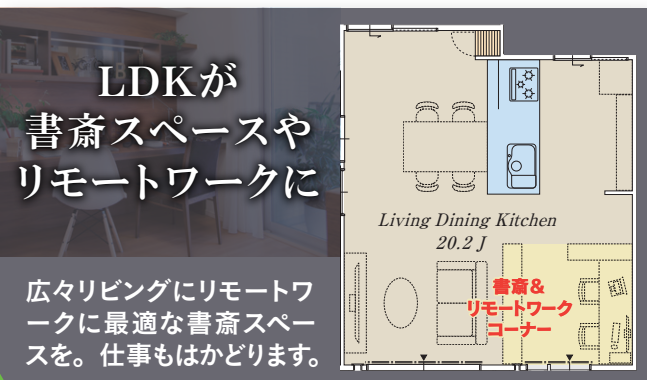 LDKが
書斎スペースや
リモートワークに
広々リビングにリモートワ
ークに最適な書斎スペー
スを。仕事もはかどります。
Living Dining Kitchen
20.2 J
書斎&
リモートワーク
コーナー